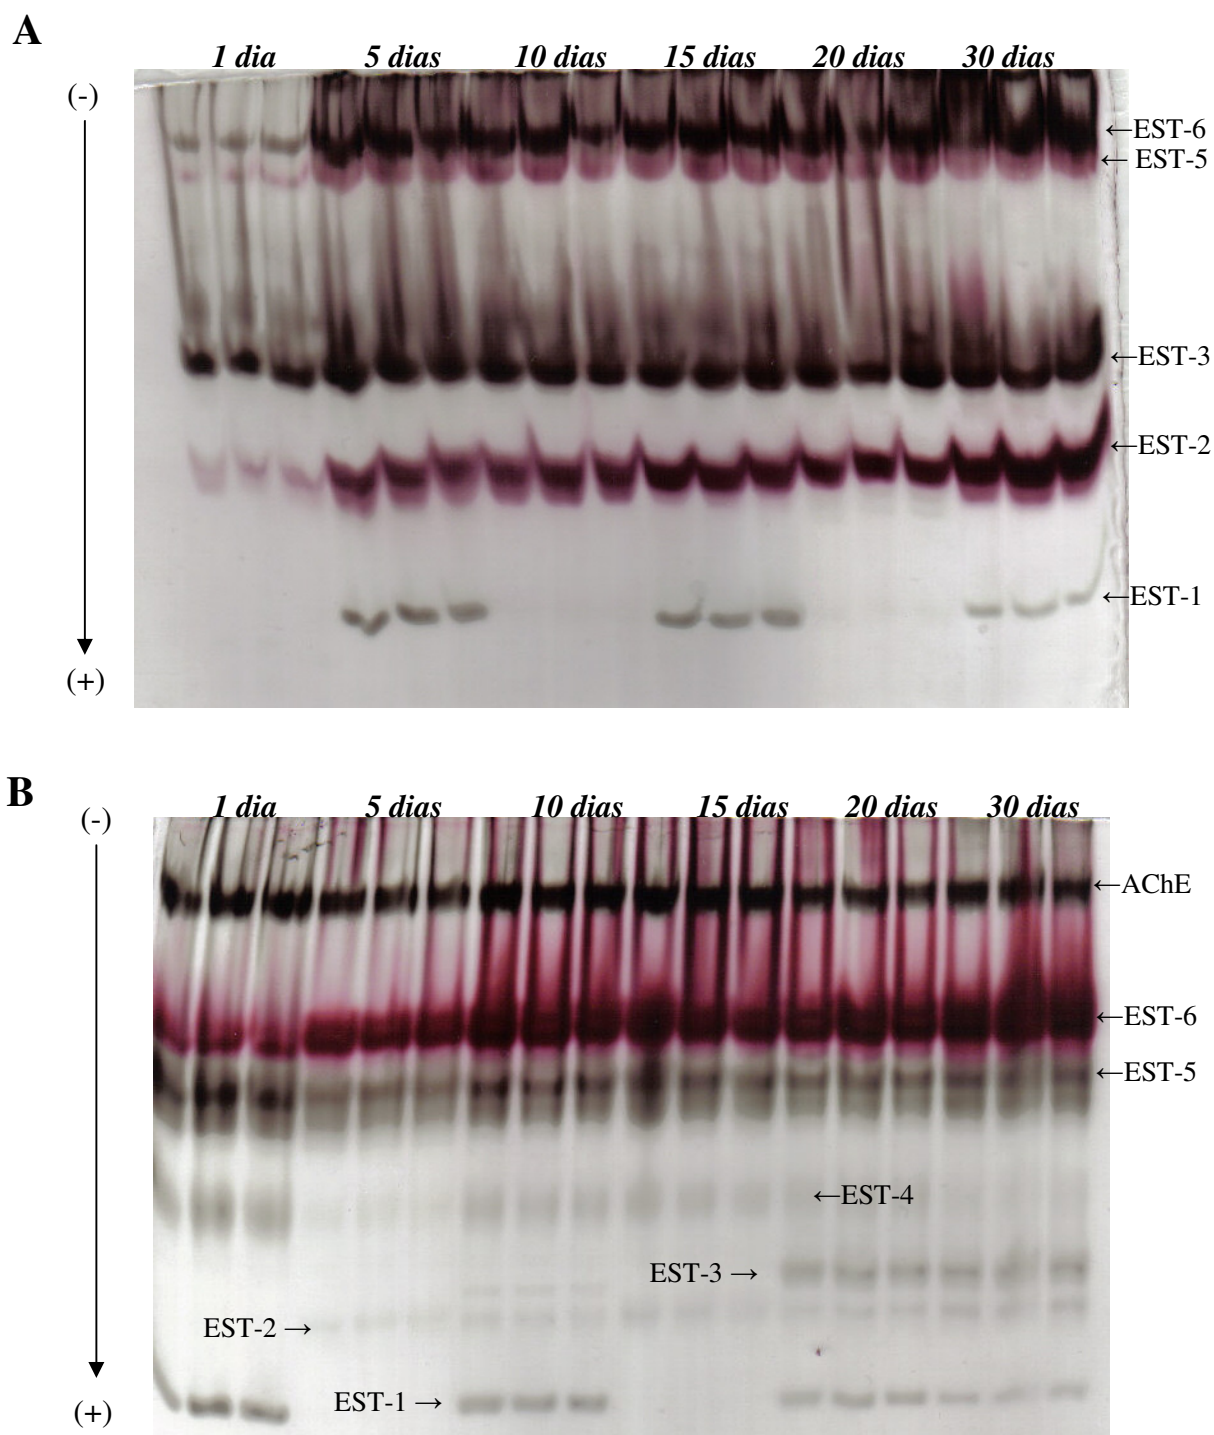 A
1 dia 5 dias 10 dias 15 dias 20 dias 30 dias
(-)
←EST-6
← EST-5
←EST-3
←EST-2
←EST-1
(+)
B
1 dia 5 dias 10 dias 15 dias 20 dias 30 dias
(-)
←AChE
←EST-6
←EST-5
←EST-4
EST-3 →
EST-2 →
EST-1 →
(+)